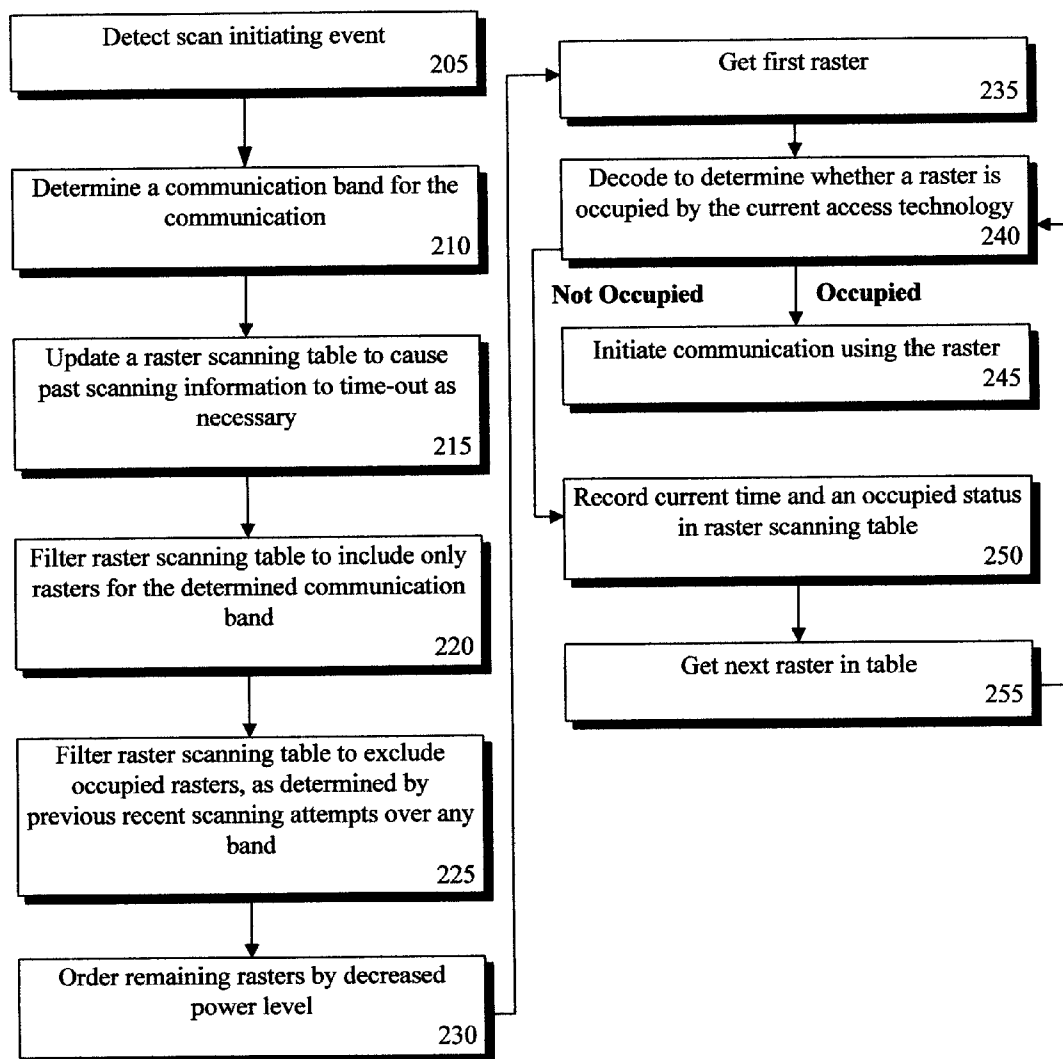 Detect scan initiating event
205
Determine a communication band for the
communication
210
Update a raster scanning table to cause
past scanning information to time-out as
necessary
215
Filter raster scanning table to include only
rasters for the determined communication
band
220
Filter raster scanning table to exclude
occupied rasters, as determined by
previous recent scanning attempts over any
band
225
Order remaining rasters by decreased
power level
230
Get first raster
235
Decode to determine whether a raster is
occupied by the current access technology
240
Not Occupied
Occupied
Initiate communication using the raster
245
Record current time and an occupied status
in raster scanning table
250
Get next raster in table
255